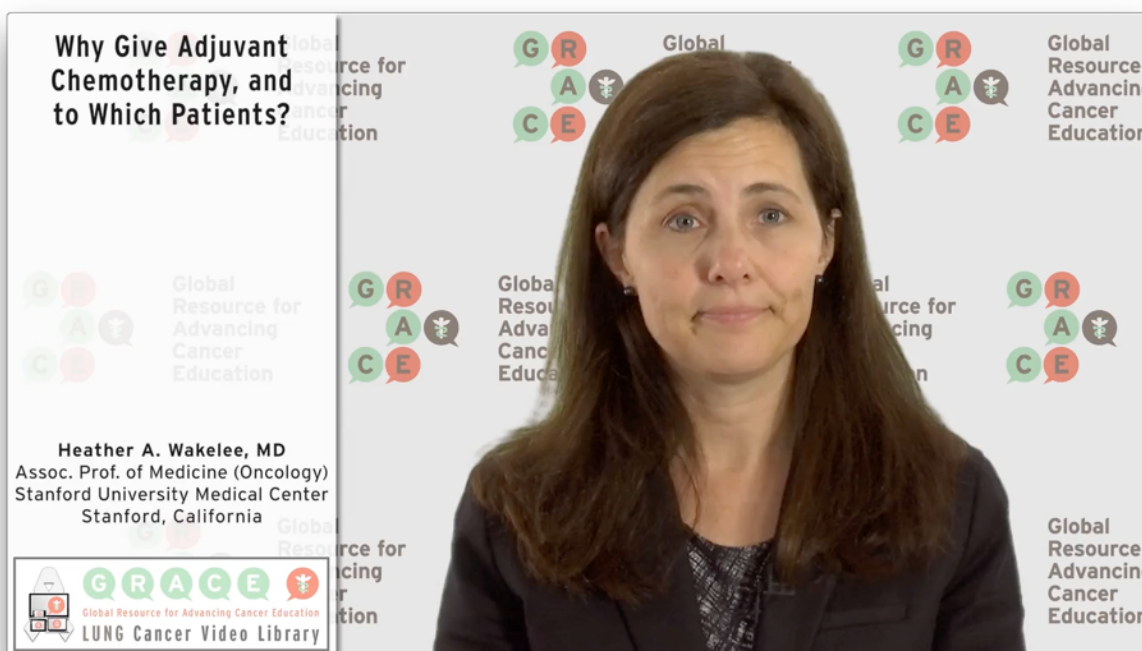 Why Give Adjuvant
Chemotherapy, and
to Which Patients?
Heather A. Wakelee, MD
Assoc. Prof. of Medicine (Oncology)
Stanford University Medical Center
Stanford, California
GRACE
Global Resource for Advancing Cancer Education
LUNG Cancer Video Library
G R
A
C E
Global
G R
A
C E
Global
Resource
Advancing
Cancer
Education
G R
A
C E
Global
Resource for
Advancing
Cancer
Education
G R
A
C E
G R
A
C E
Global
Resource
Advancing
Cancer
Education